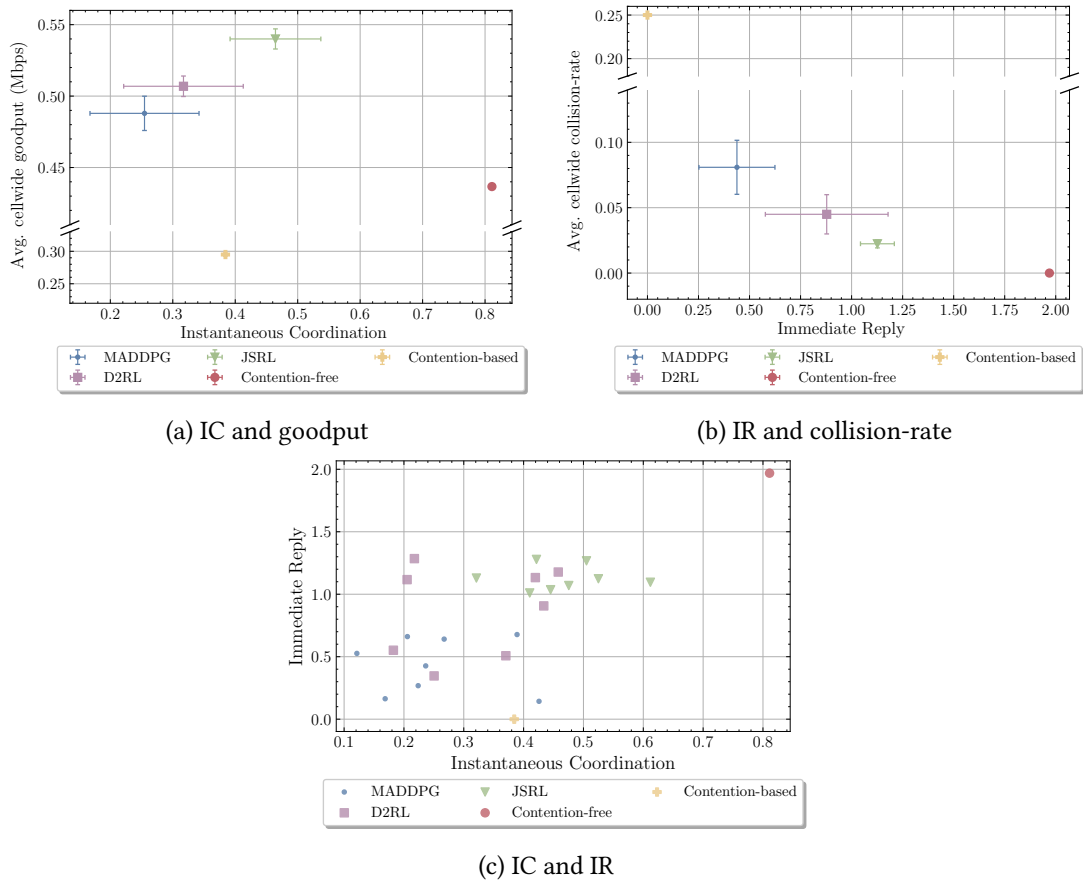 Avg. cellwide goodput (Mbps)
0.55
0.50
0.45
0.30
0.25
0.2 0.3 0.4 0.5 0.6 0.7 0.8
Instantaneous Coordination
MADDPG JSRL Contention-based
D2RL Contention-free
(a) IC and goodput
Avg. cellwide collision-rate
0.25
0.20
0.10
0.05
0.00
0.00 0.25 0.50 0.75 1.00 1.25 1.50 1.75 2.00
Immediate Reply
MADDPG JSRL Contention-based
D2RL Contention-free
(b) IR and collision-rate
Immediate Reply
2.0
1.5
1.0
0.5
0.0
0.1 0.2 0.3 0.4 0.5 0.6 0.7 0.8
Instantaneous Coordination
MADDPG JSRL Contention-based
D2RL Contention-free
(c) IC and IR